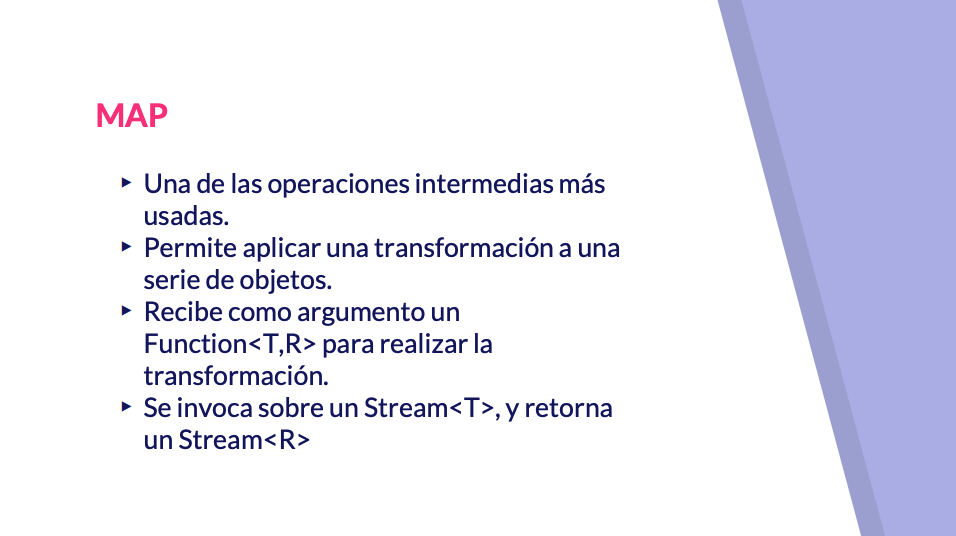 MAP
▸ Una de las operaciones intermedias más
usadas.
▸ Permite aplicar una transformación a una
serie de objetos.
▸ Recibe como argumento un
Function<T,R> para realizar la
transformación.
▸ Se invoca sobre un Stream<T>, y retorna
un Stream<R>